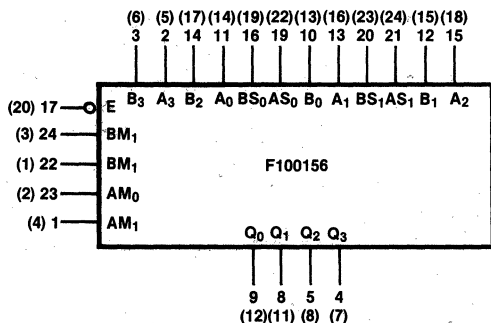 (6) (5) (17) (14) (19) (22) (13) (16) (23) (24) (15) (18)
3 2 14 11 16 19 10 13 20 21 12 15
B3 A3 B2 A0 BS0 AS0 B0 A1 BS1 AS1 B1 A2
(20) 17 E
(3) 24 BM1
(1) 22 BM1
F100156
(2) 23 AM0
(4) 1 AM1
Q0 Q1 Q2 Q3
9 8 5 4
(12) (11) (8) (7)